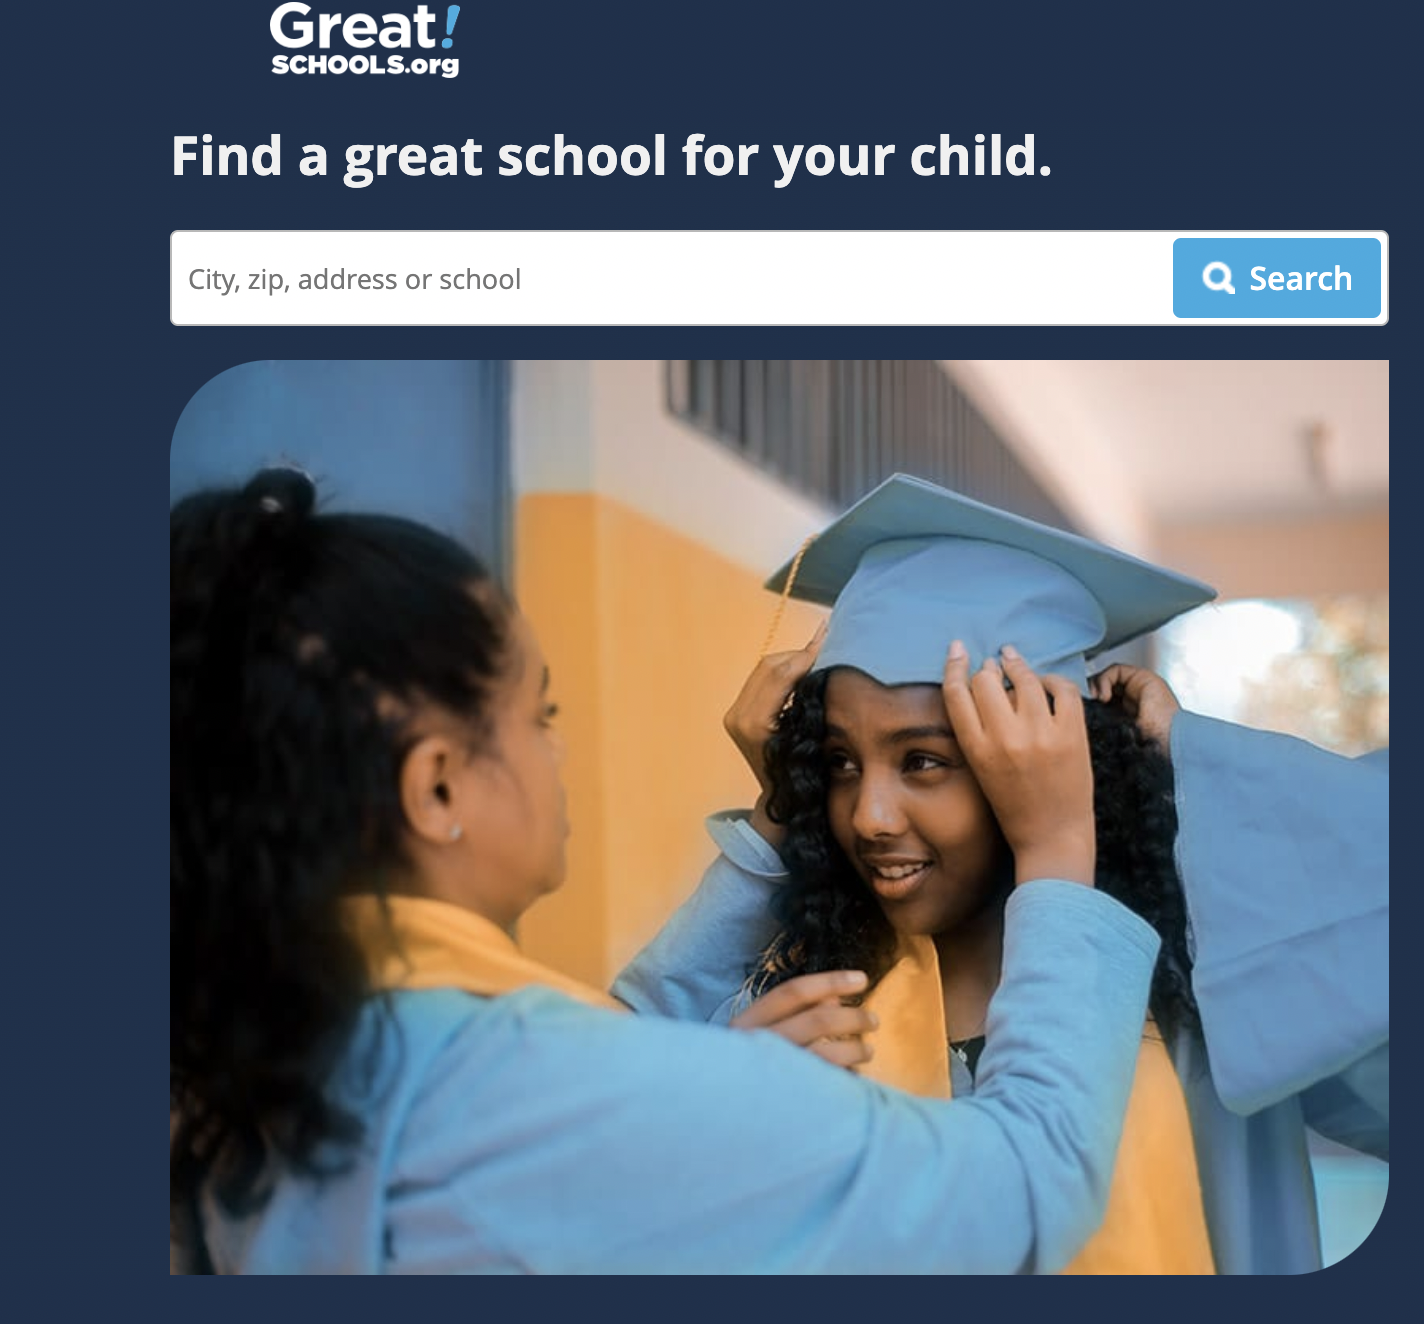 Great!
SCHOOLS.org
Find a great school for your child.
City, zip, address or school
Search